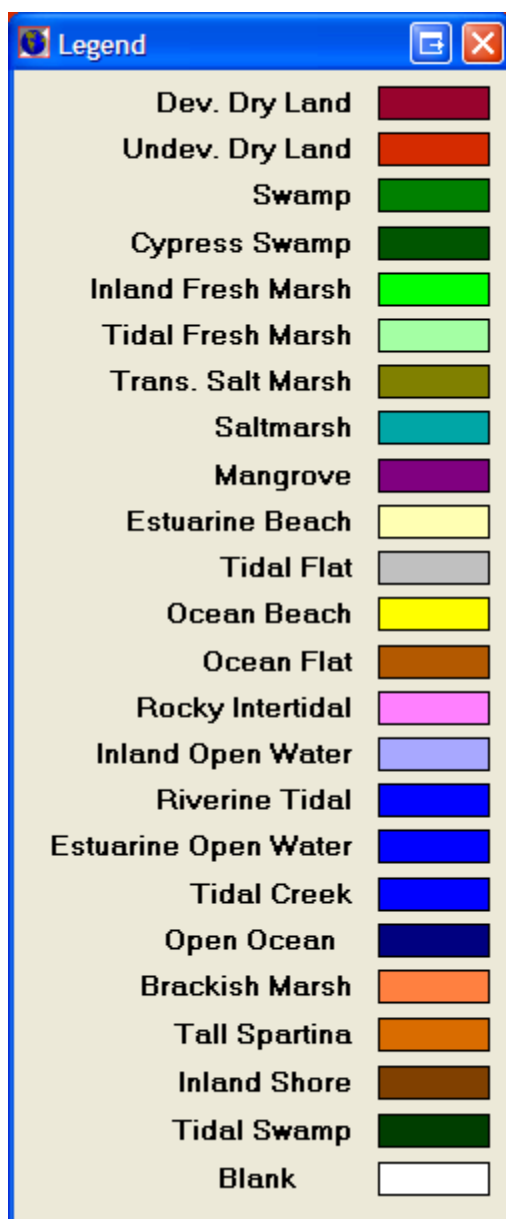 Legend
Dev. Dry Land
Undev. Dry Land
Swamp
Cypress Swamp
Inland Fresh Marsh
Tidal Fresh Marsh
Trans. Salt Marsh
Saltmarsh
Mangrove
Estuarine Beach
Tidal Flat
Ocean Beach
Ocean Flat
Rocky Intertidal
Inland Open Water
Riverine Tidal
Estuarine Open Water
Tidal Creek
Open Ocean
Brackish Marsh
Tall Spartina
Inland Shore
Tidal Swamp
Blank